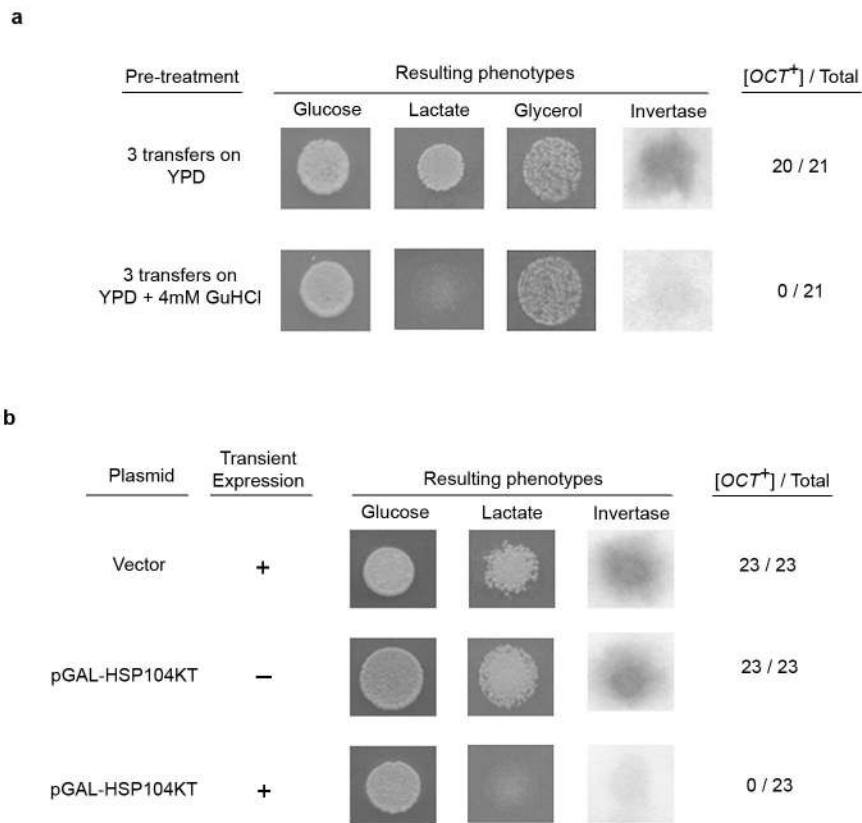 a
Pre-treatment
Resulting phenotypes
[OCT+] / Total
Glucose Lactate Glycerol Invertase
3 transfers on
YPD
20 / 21
3 transfers on
YPD + 4mM GuHCl
0 / 21
b
Plasmid
Transient
Expression
Resulting phenotypes
[OCT+] / Total
Glucose Lactate Invertase
Vector + 23 / 23
pGAL-HSP104KT − 23 / 23
pGAL-HSP104KT + 0 / 23